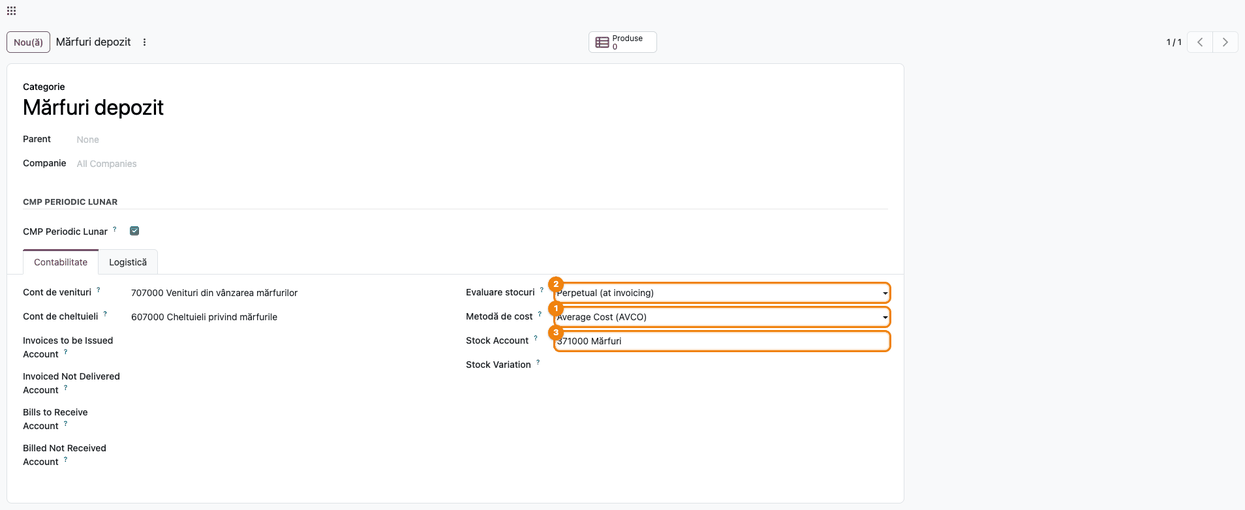 Nou(ă) Mărfuri depozit
Produse
0
1 / 1
Categorie
Mărfuri depozit
Parent None
Companie All Companies
CMP PERIODIC LUNAR
CMP Periodic Lunar ?
Contabilitate Logistică
Cont de venituri ? 707000 Venituri din vânzarea mărfurilor
Cont de cheltuieli ? 607000 Cheltuieli privind mărfurile
Invoices to be Issued
Account ?
Invoiced Not Delivered
Account ?
Bills to Receive
Account ?
Billed Not Received
Account ?
2
Evaluare stocuri ? Perpetual (at invoicing)
1
Metodă de cost ? Average Cost (AVCO)
3
Stock Account ? 371000 Mărfuri
Stock Variation ?